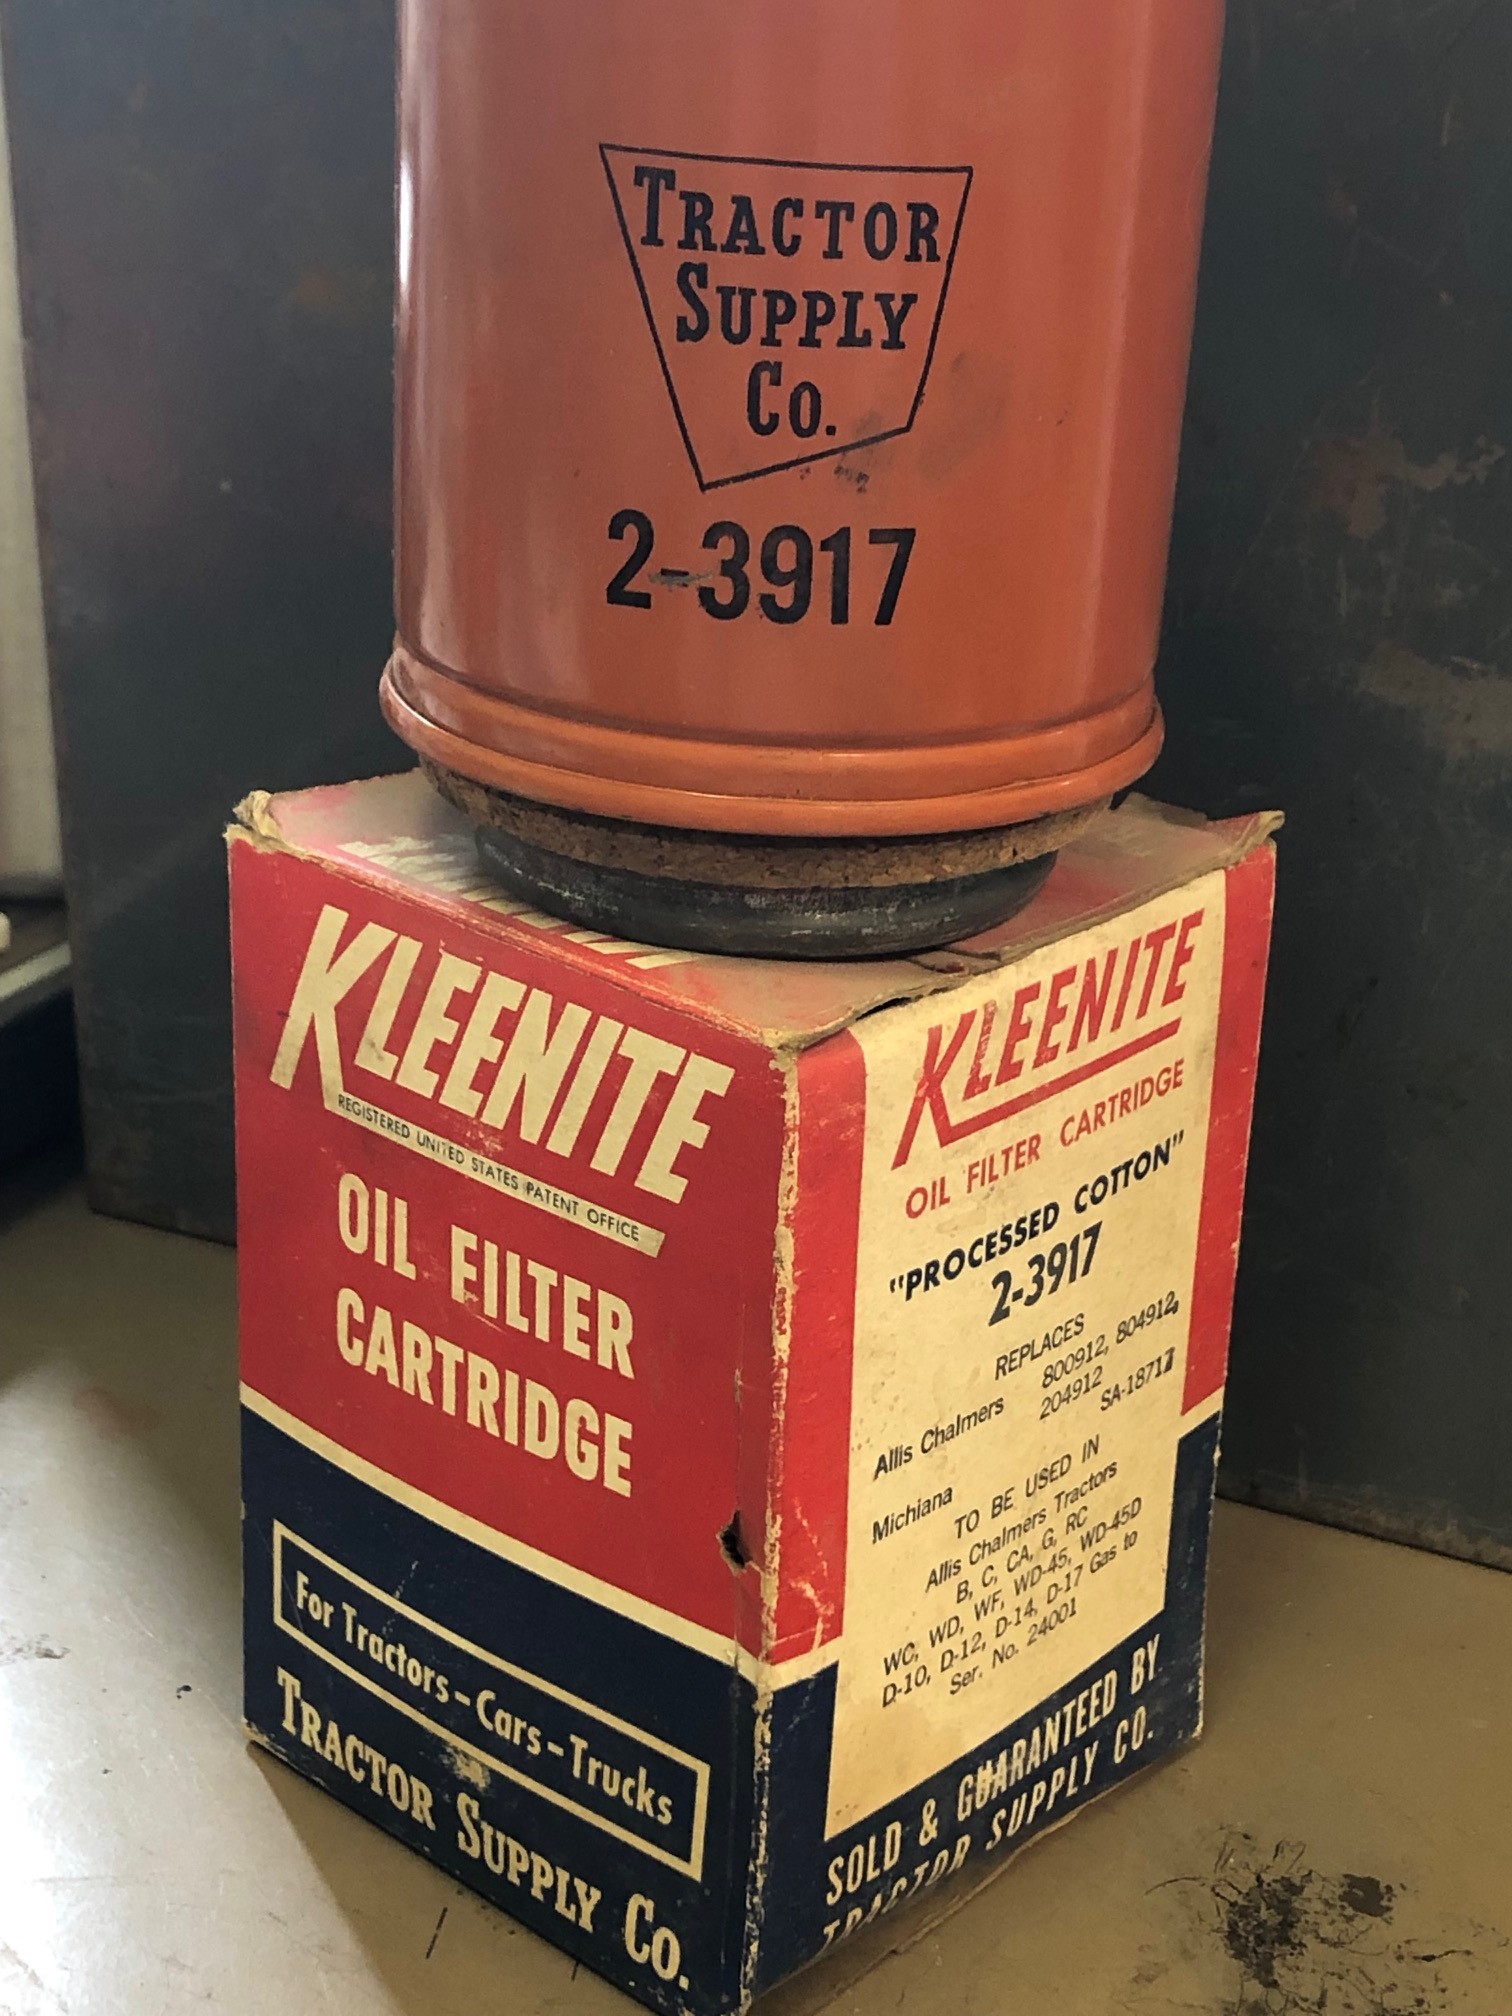 TRACTOR
SUPPLY
CO.
2-3917
KLEENITE
REGISTERED UNITED STATES PATENT OFFICE
OIL FILTER
CARTRIDGE
For Tractors-Cars-Trucks
TRACTOR SUPPLY CO.
KLEENITE
OIL FILTER CARTRIDGE
"PROCESSED COTTON"
2-3917
REPLACES
Allis Chalmers 800912, 804912,
204912
Michiana SA-18717
TO BE USED IN
Allis Chalmers Tractors
B, C, CA, G, RC
WC, WD, WF, WD-45, WD-45D
D-10, D-12, D-14, D-17 Gas to
Ser. No. 24001
SOLD & GUARANTEED BY
TRACTOR SUPPLY CO.